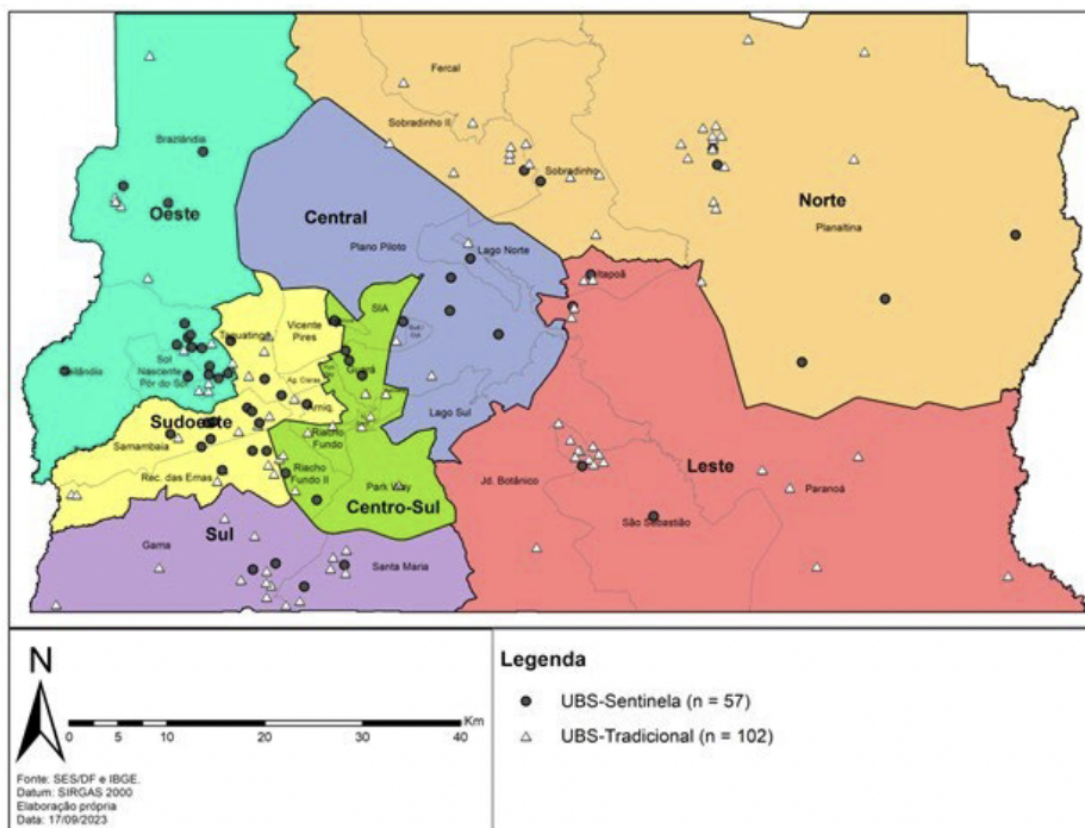 Fercal
Sobradinho II
Sobradinho
Brazlândia
Oeste
Central
Norte
Planaltina
Plano Piloto
Lago Norte
Itapoã
SIA
Taguatinga
Vicente
Pires
Sol
Nascente
Pôr do Sol
Guará
Lago Sul
Sudoeste
Samambaia
Riacho
Fundo
Rec. das Emas
Riacho
Fundo II
Park Way
Centro-Sul
Jd. Botânico
Leste
Paranoá
São Sebastião
Sul
Gama
Santa Maria
N
Km
0 5 10 20 30 40
Fonte: SES/DF e IBGE.
Datum: SIRGAS 2000
Elaboração própria
Data: 17/09/2023
Legenda
UBS-Sentinela (n = 57)
UBS-Tradicional (n = 102)